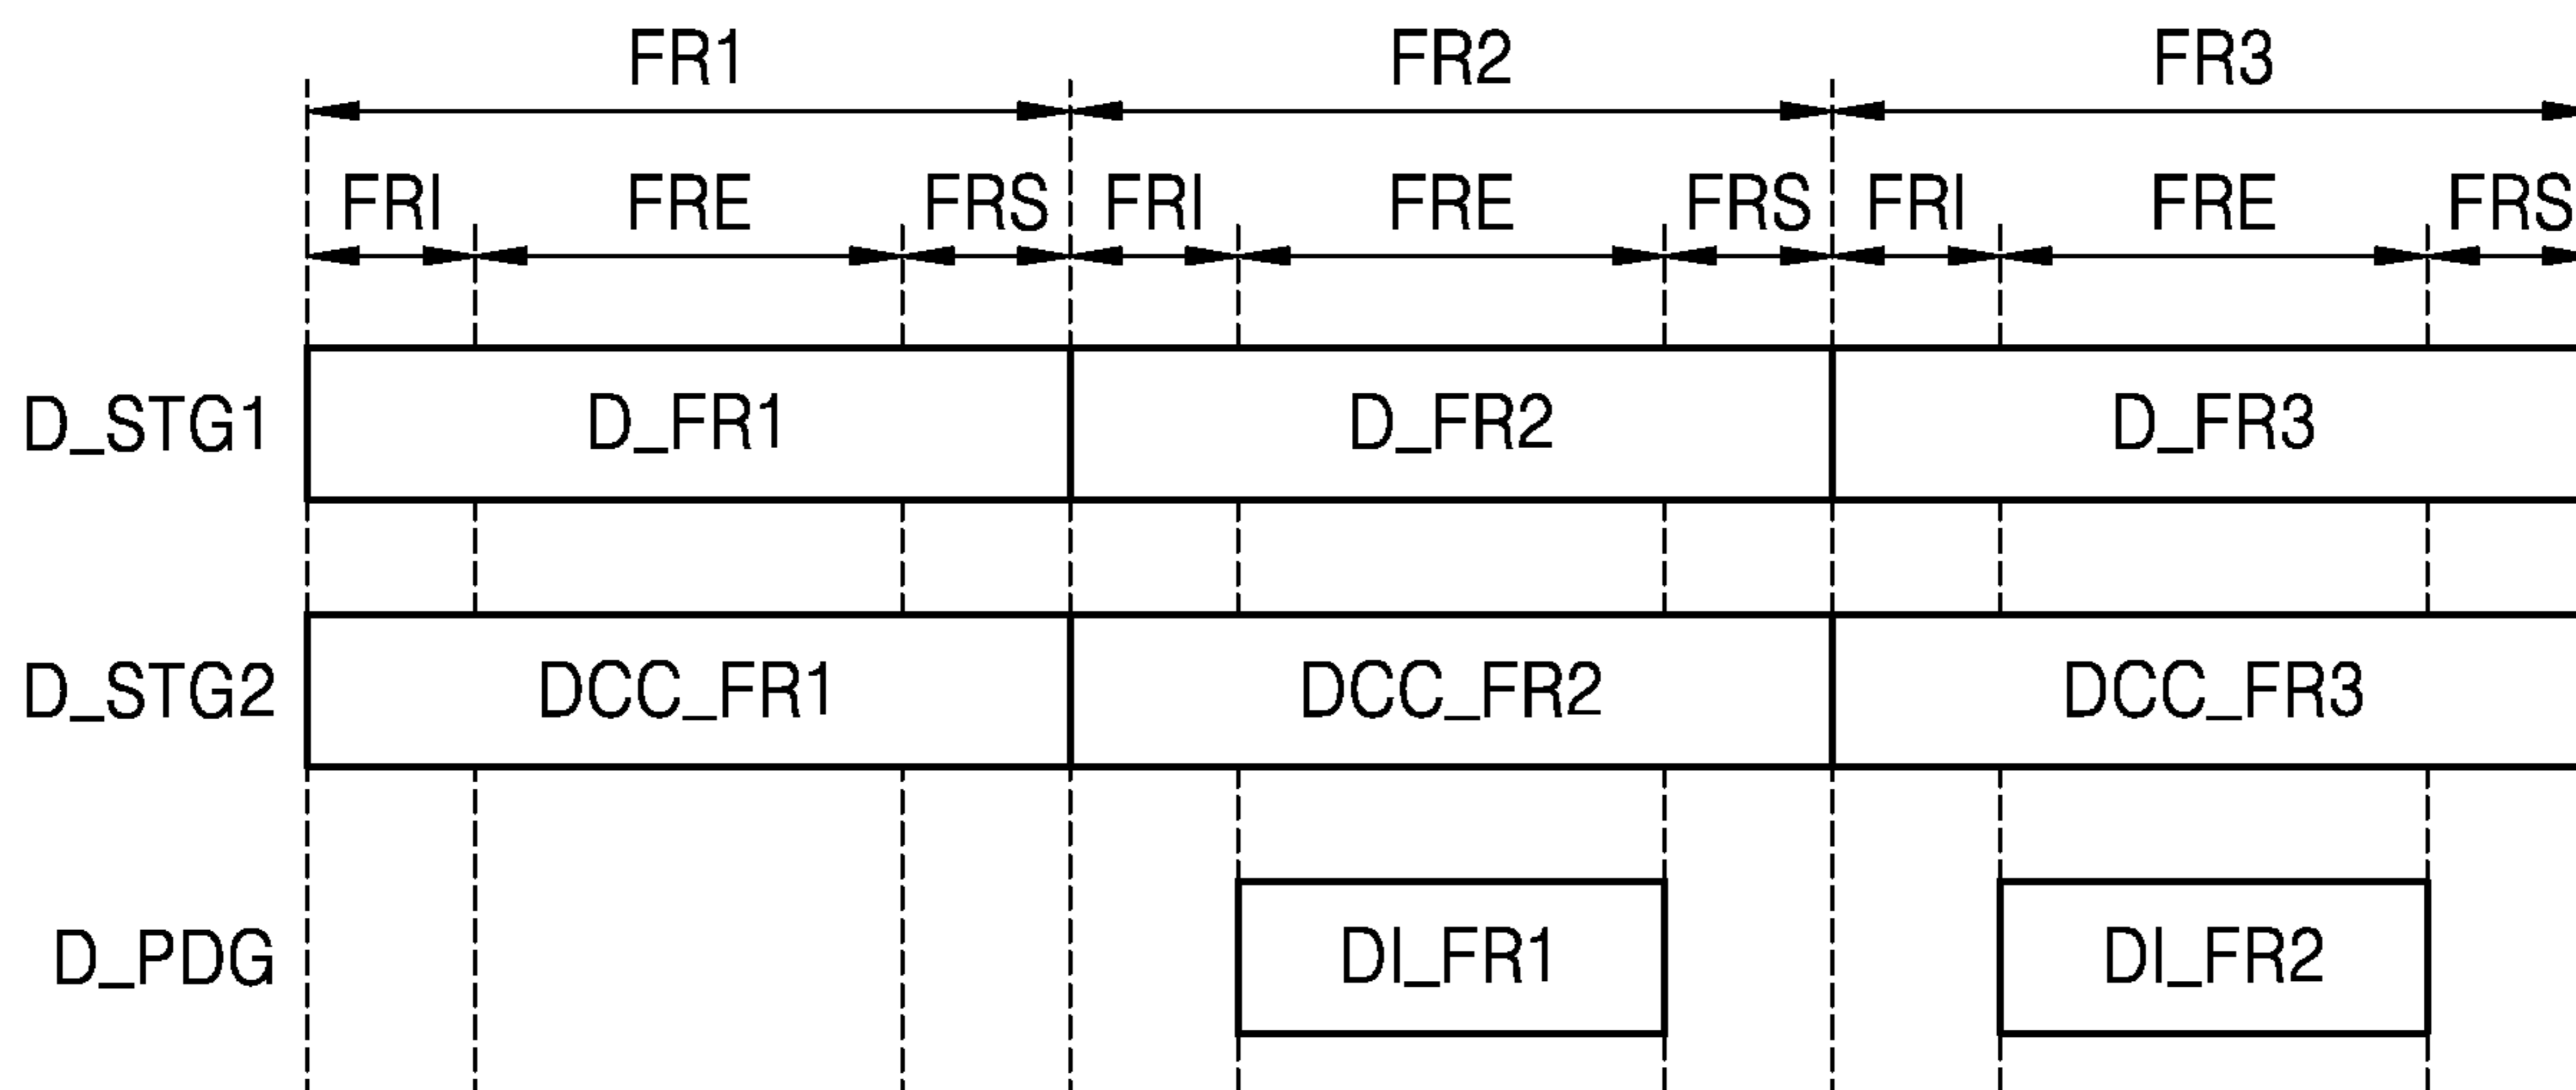 FR1 FR2 FR3
FRI FRE FRS FRI FRE FRS FRI FRE FRS
D_STG1 D_FR1 D_FR2 D_FR3
D_STG2 DCC_FR1 DCC_FR2 DCC_FR3
D_PDG DI_FR1 DI_FR2